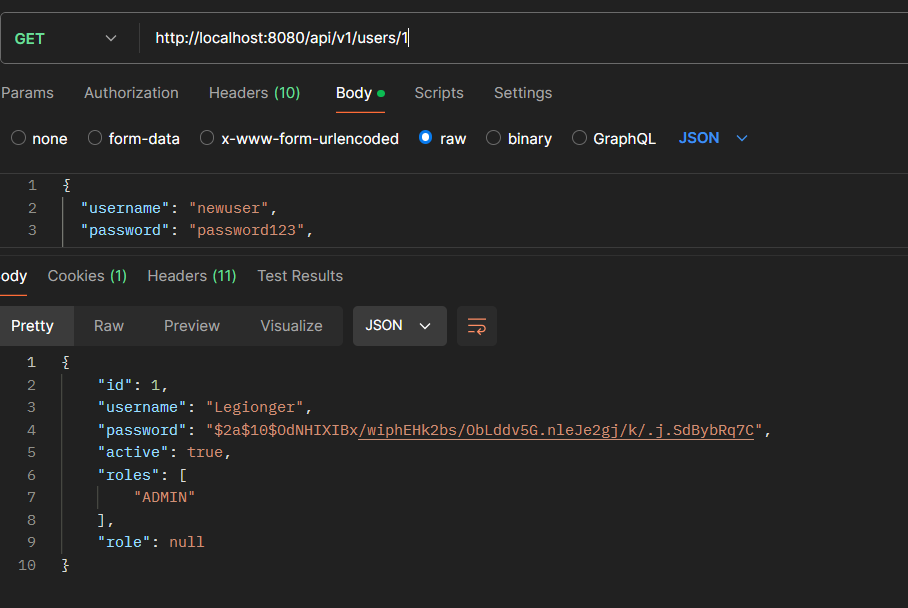 GET http://localhost:8080/api/v1/users/1
Params Authorization Headers (10) Body Scripts Settings
none form-data x-www-form-urlencoded raw binary GraphQL JSON
1 {
2 "username": "newuser",
3 "password": "password123",
ody Cookies (1) Headers (11) Test Results
Pretty Raw Preview Visualize JSON
1 {
2 "id": 1,
3 "username": "Legionger",
4 "password": "$2a$10$OdNHIXIBx/wiphEHk2bs/ObLddv5G.nleJe2gj/k/.j.SdBybRq7C",
5 "active": true,
6 "roles": [
7 "ADMIN"
8 ],
9 "role": null
10 }